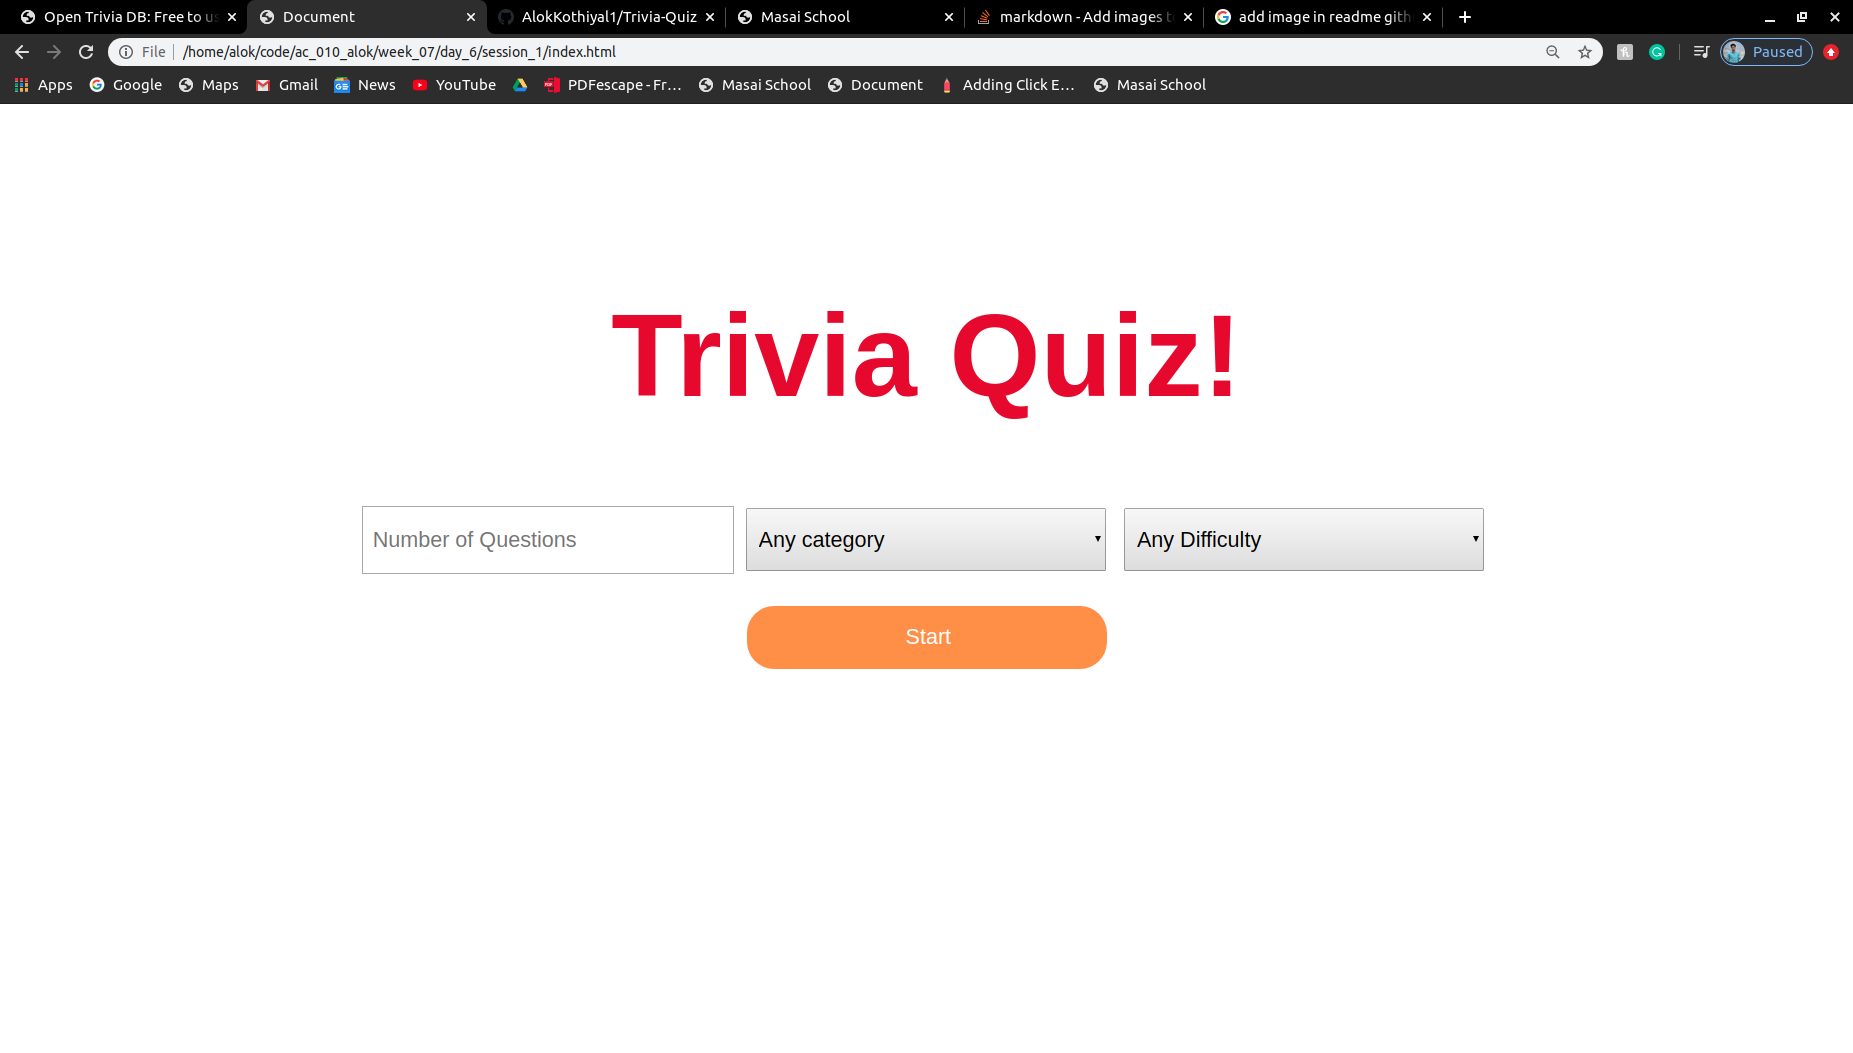 Open Trivia DB: Free to us
Document
AlokKothiyal1/Trivia-Quiz
Masai School
markdown - Add images t
add image in readme gith
File
/home/alok/code/ac_010_alok/week_07/day_6/session_1/index.html
Paused
Apps
Google
Maps
Gmail
News
YouTube
PDFescape - Fr…
Masai School
Document
Adding Click E…
Masai School
Trivia Quiz!
Number of Questions
Any category
Any Difficulty
Start